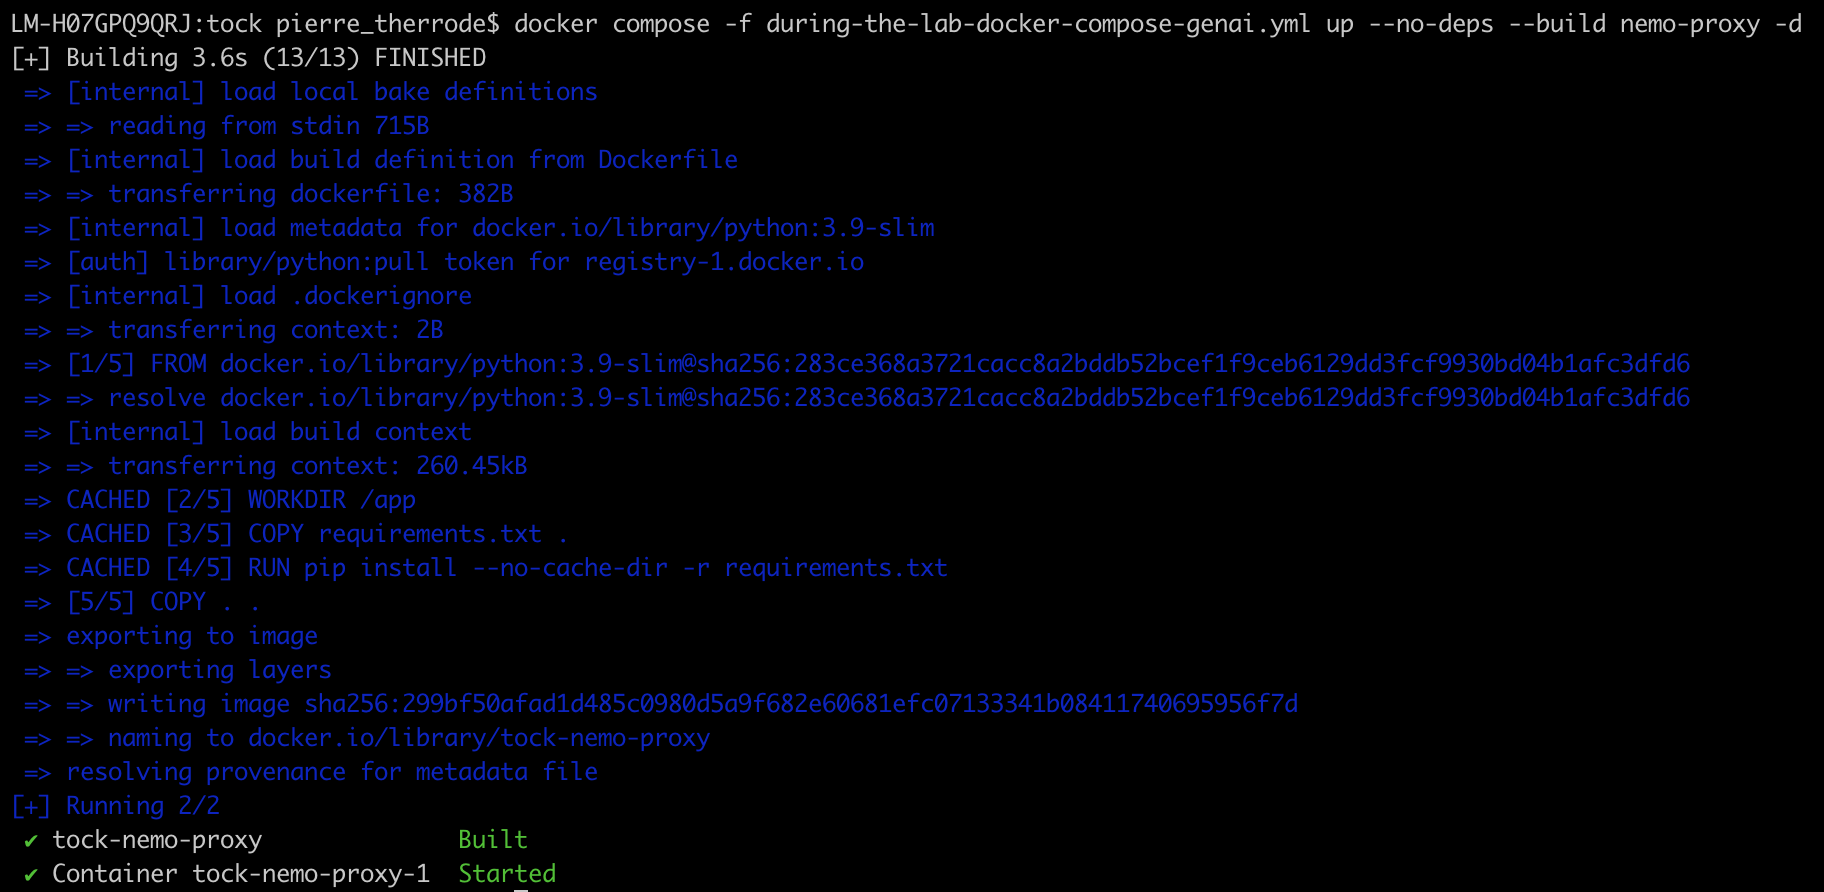 LM-H07GPQ9QRJ:tock pierre_therrode$ docker compose -f during-the-lab-docker-compose-genai.yml up --no-deps --build nemo-proxy -d
[+] Building 3.6s (13/13) FINISHED
=> [internal] load local bake definitions
=> => reading from stdin 715B
=> [internal] load build definition from Dockerfile
=> => transferring dockerfile: 382B
=> [internal] load metadata for docker.io/library/python:3.9-slim
=> [auth] library/python:pull token for registry-1.docker.io
=> [internal] load .dockerignore
=> => transferring context: 2B
=> [1/5] FROM docker.io/library/python:3.9-slim@sha256:283ce368a3721cacc8a2bddb52bcef1f9ceb6129dd3fcf9930bd04b1afc3dfd6
=> => resolve docker.io/library/python:3.9-slim@sha256:283ce368a3721cacc8a2bddb52bcef1f9ceb6129dd3fcf9930bd04b1afc3dfd6
=> [internal] load build context
=> => transferring context: 260.45kB
=> CACHED [2/5] WORKDIR /app
=> CACHED [3/5] COPY requirements.txt .
=> CACHED [4/5] RUN pip install --no-cache-dir -r requirements.txt
=> [5/5] COPY . .
=> exporting to image
=> => exporting layers
=> => writing image sha256:299bf50afad1d485c0980d5a9f682e60681efc07133341b08411740695956f7d
=> => naming to docker.io/library/tock-nemo-proxy
=> resolving provenance for metadata file
[+] Running 2/2
✔ tock-nemo-proxy Built
✔ Container tock-nemo-proxy-1 Started